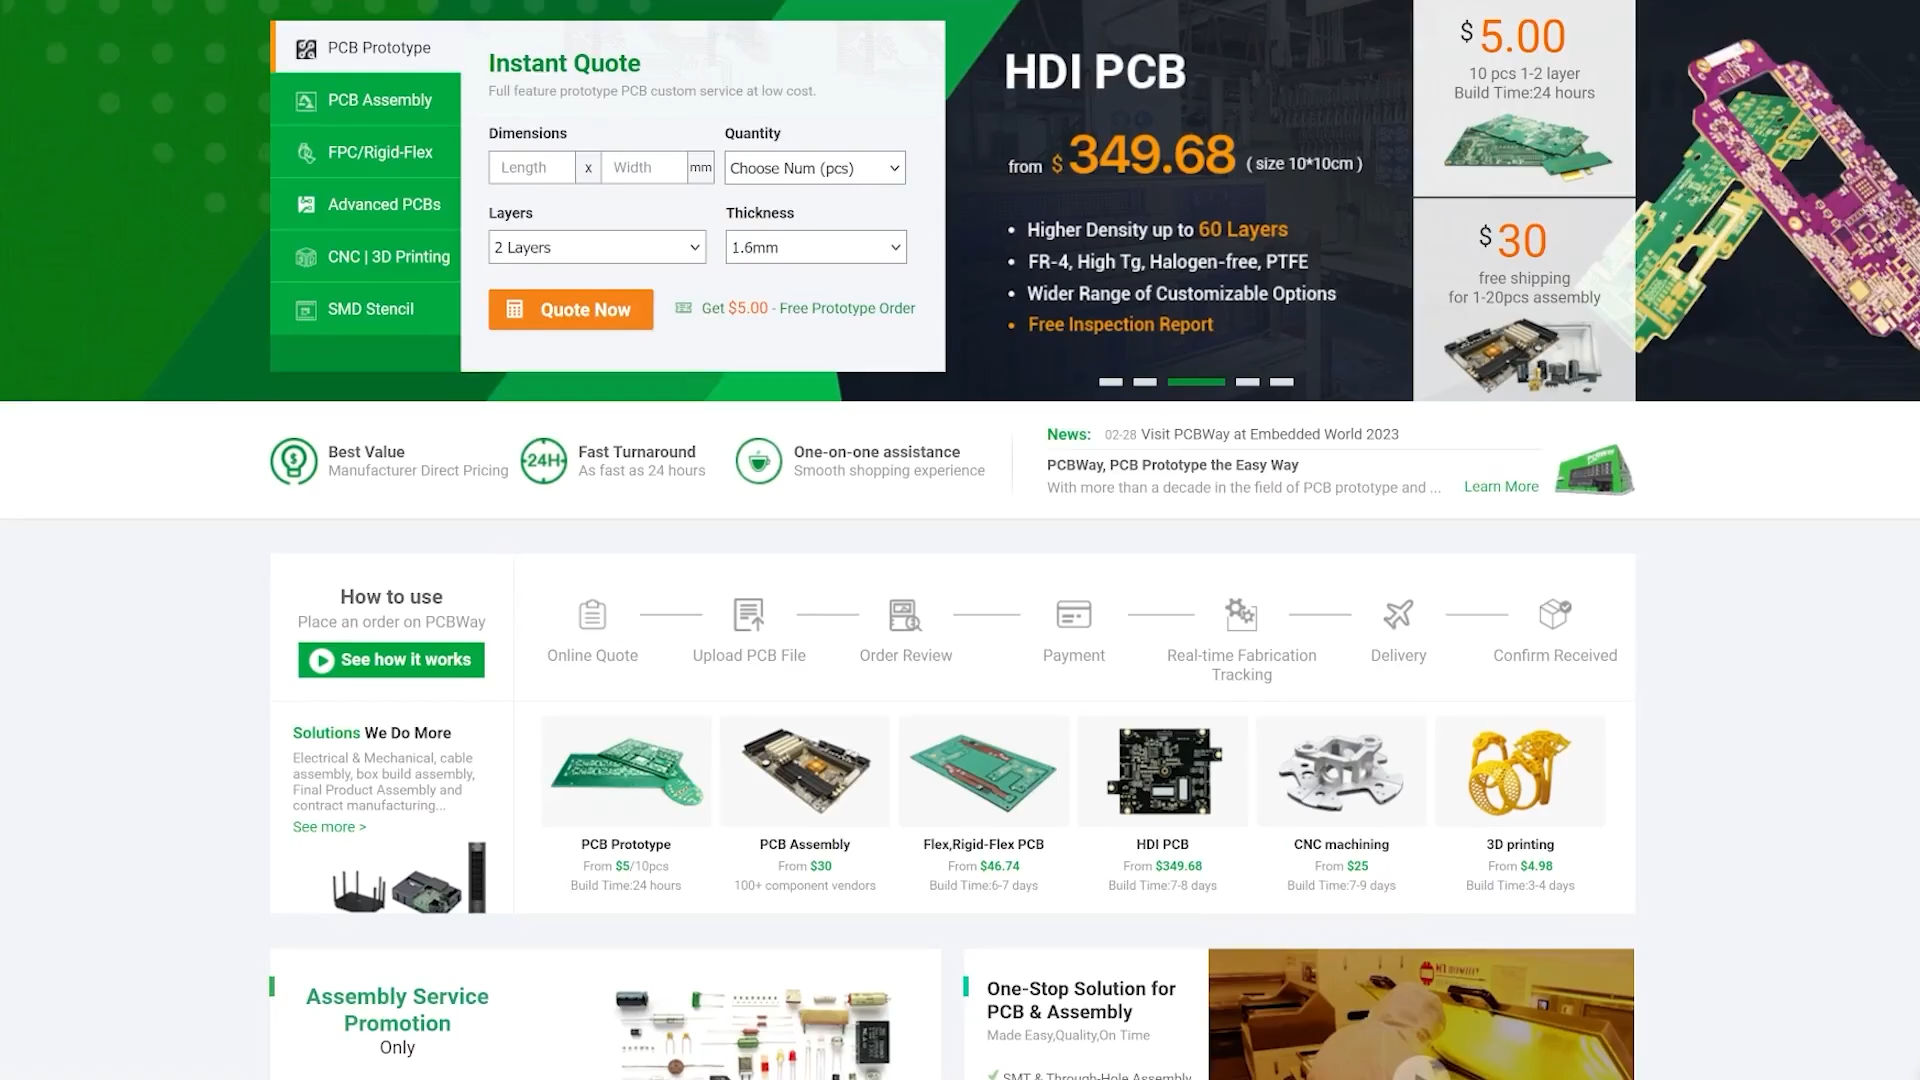 PCB Prototype
PCB Assembly
FPC/Rigid-Flex
Advanced PCBs
CNC | 3D Printing
SMD Stencil
Instant Quote
Full feature prototype PCB custom service at low cost.
Dimensions
Quantity
Length x Width mm
Choose Num (pcs)
Layers
Thickness
2 Layers
1.6mm
Quote Now
Get $5.00 - Free Prototype Order
HDI PCB
from $ 349.68 ( size 10*10cm )
• Higher Density up to 60 Layers
• FR-4, High Tg, Halogen-free, PTFE
• Wider Range of Customizable Options
• Free Inspection Report
$ 5.00
10 pcs 1-2 layer
Build Time:24 hours
$ 30
free shipping
for 1-20pcs assembly
Best Value
Manufacturer Direct Pricing
24H
Fast Turnaround
As fast as 24 hours
One-on-one assistance
Smooth shopping experience
News: 02-28 Visit PCBWay at Embedded World 2023
PCBWay, PCB Prototype the Easy Way
With more than a decade in the field of PCB prototype and ... Learn More
How to use
Place an order on PCBWay
See how it works
Online Quote
Upload PCB File
Order Review
Payment
Real-time Fabrication
Tracking
Delivery
Confirm Received
Solutions We Do More
Electrical & Mechanical, cable
assembly, box build assembly,
Final Product Assembly and
contract manufacturing...
See more >
PCB Prototype
From $5/10pcs
Build Time:24 hours
PCB Assembly
From $30
100+ component vendors
Flex,Rigid-Flex PCB
From $46.74
Build Time:6-7 days
HDI PCB
From $349.68
Build Time:7-8 days
CNC machining
From $25
Build Time:7-9 days
3D printing
From $4.98
Build Time:3-4 days
Assembly Service
Promotion
Only
One-Stop Solution for
PCB & Assembly
Made Easy,Quality,On Time
SMT & Through-Hole Assembly